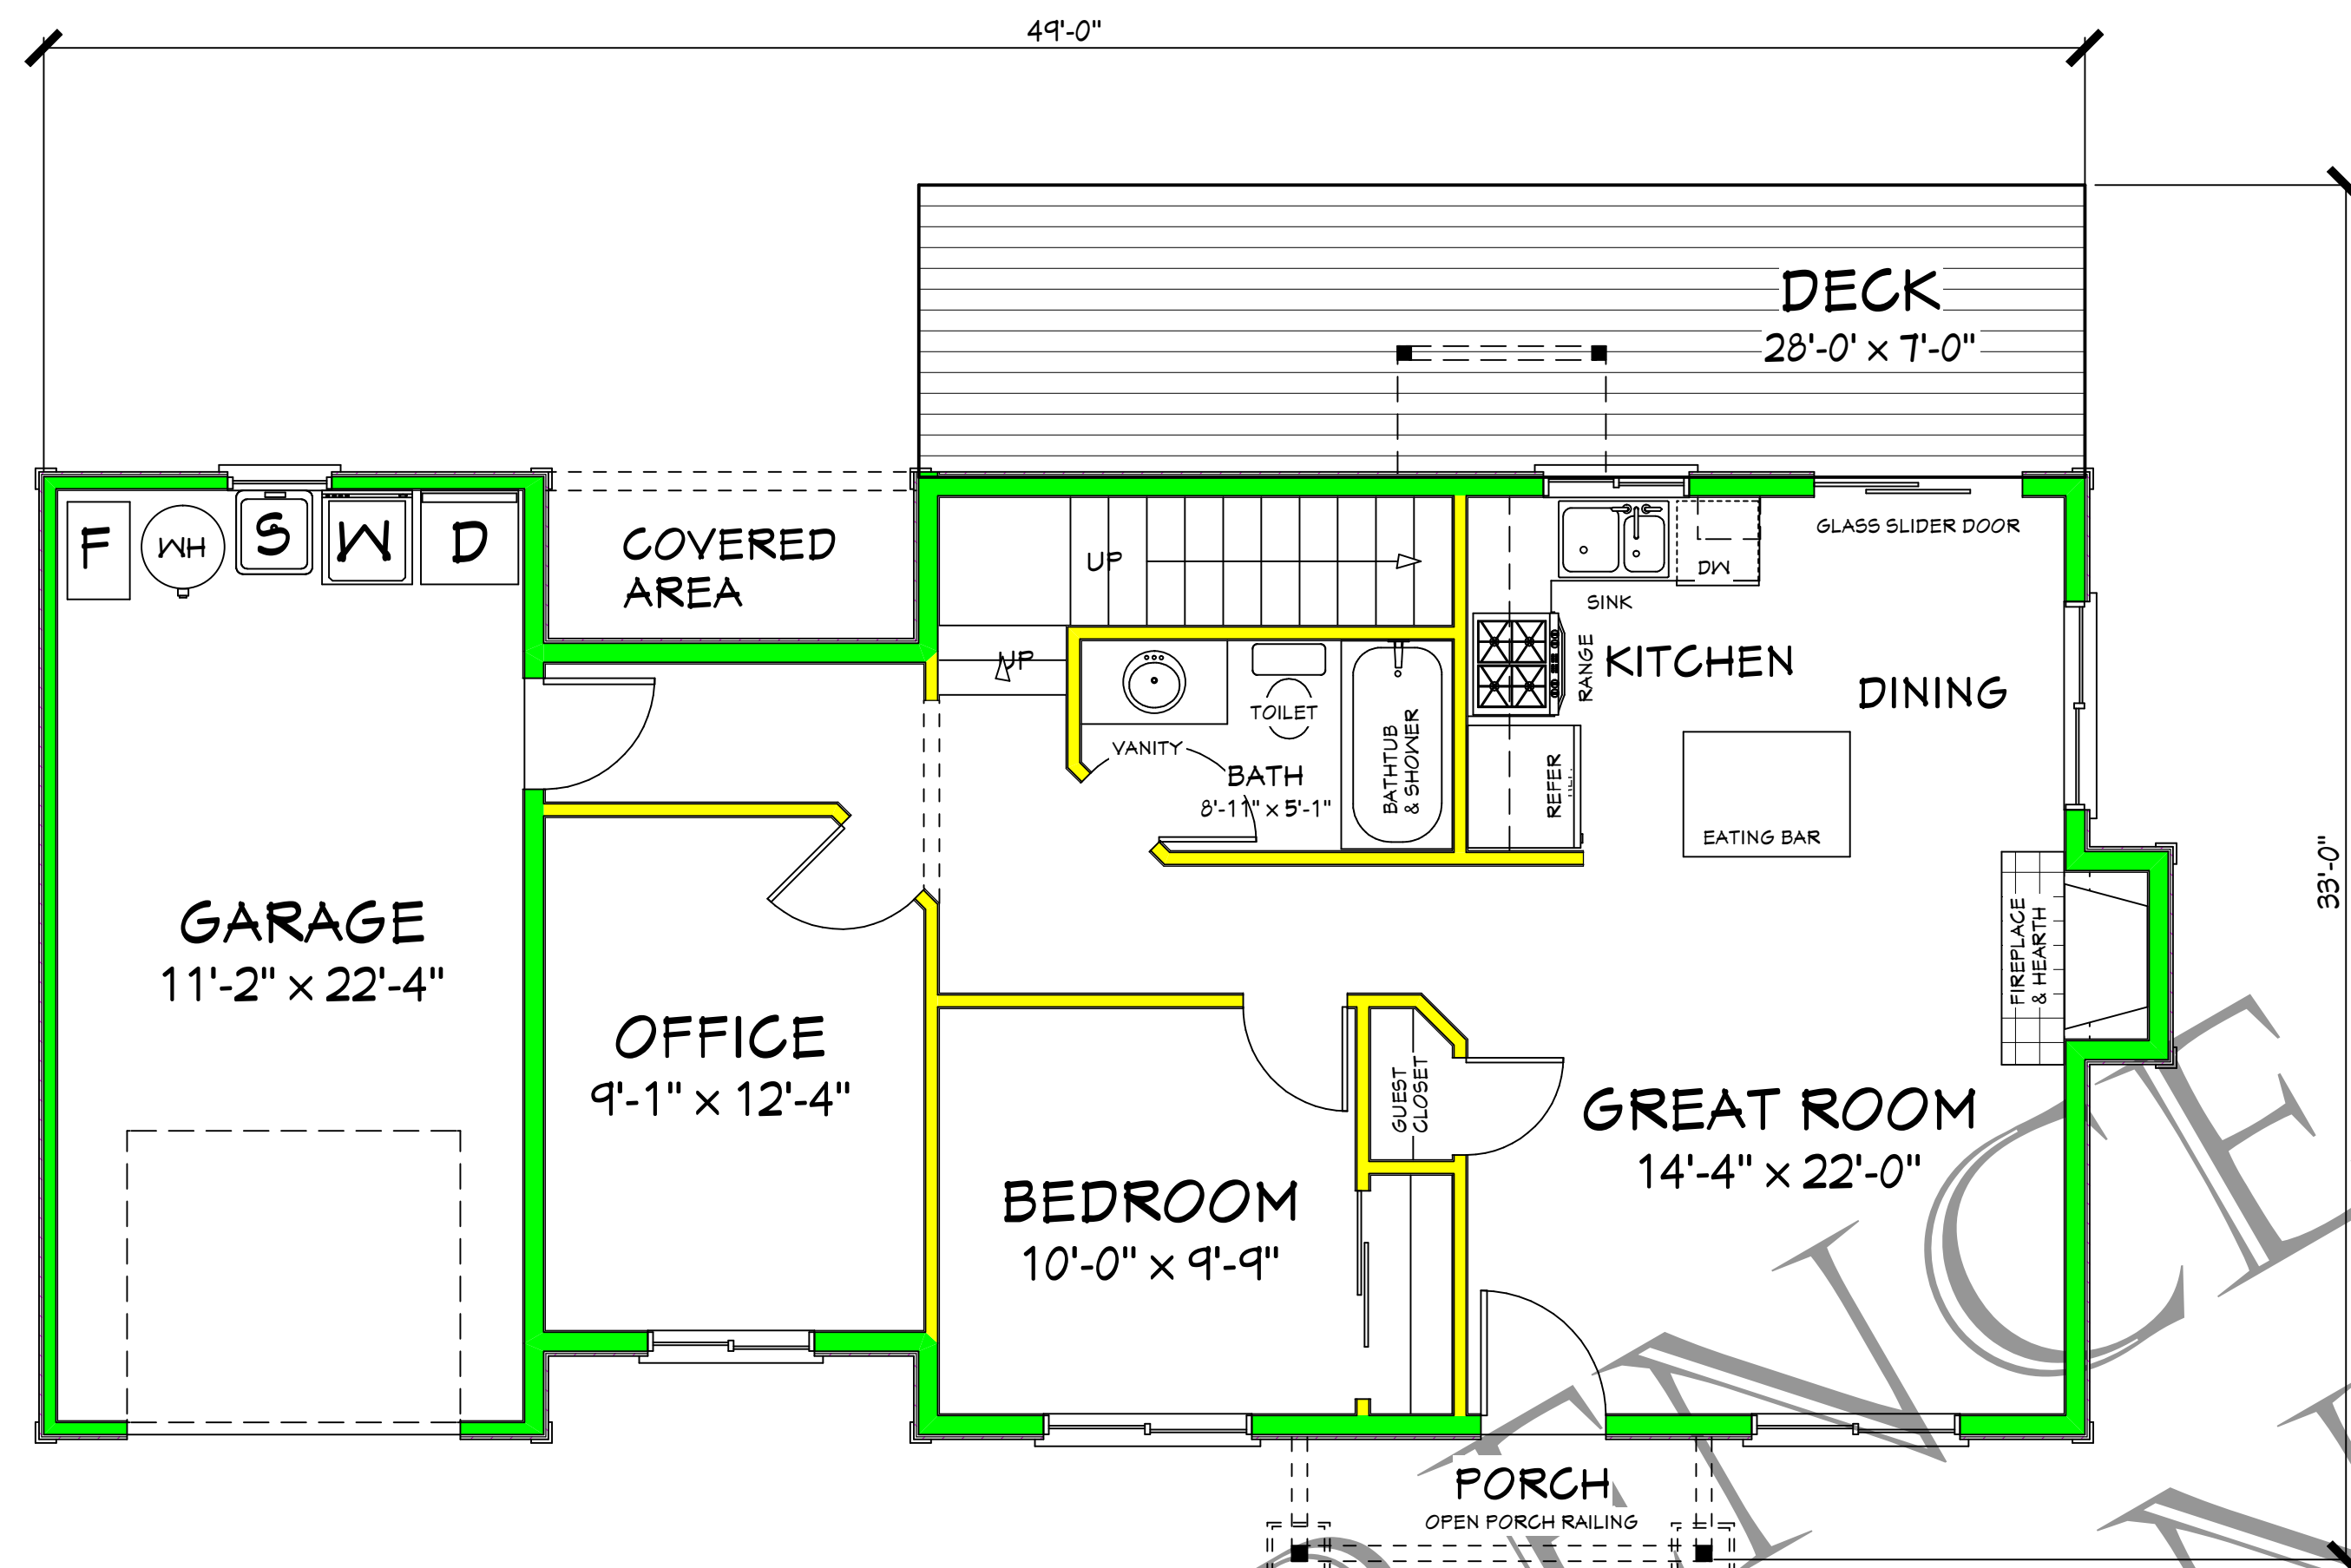 49'-0"
DECK
28'-0' x 7'-0"
F
WH
S
W
D
COVERED
AREA
UP
UP
GLASS SLIDER DOOR
DW
SINK
RANGE
KITCHEN
DINING
TOILET
VANITY
BATH
8'-11" x 5'-1"
BATHTUB
& SHOWER
REFER
EATING BAR
33'-0"
GARAGE
11'-2" x 22'-4"
FIREPLACE
& HEARTH
OFFICE
9'-1" x 12'-4"
GUEST
CLOSET
GREAT ROOM
14'-4" x 22'-0"
BEDROOM
10'-0" x 9'-9"
PORCH
OPEN PORCH RAILING